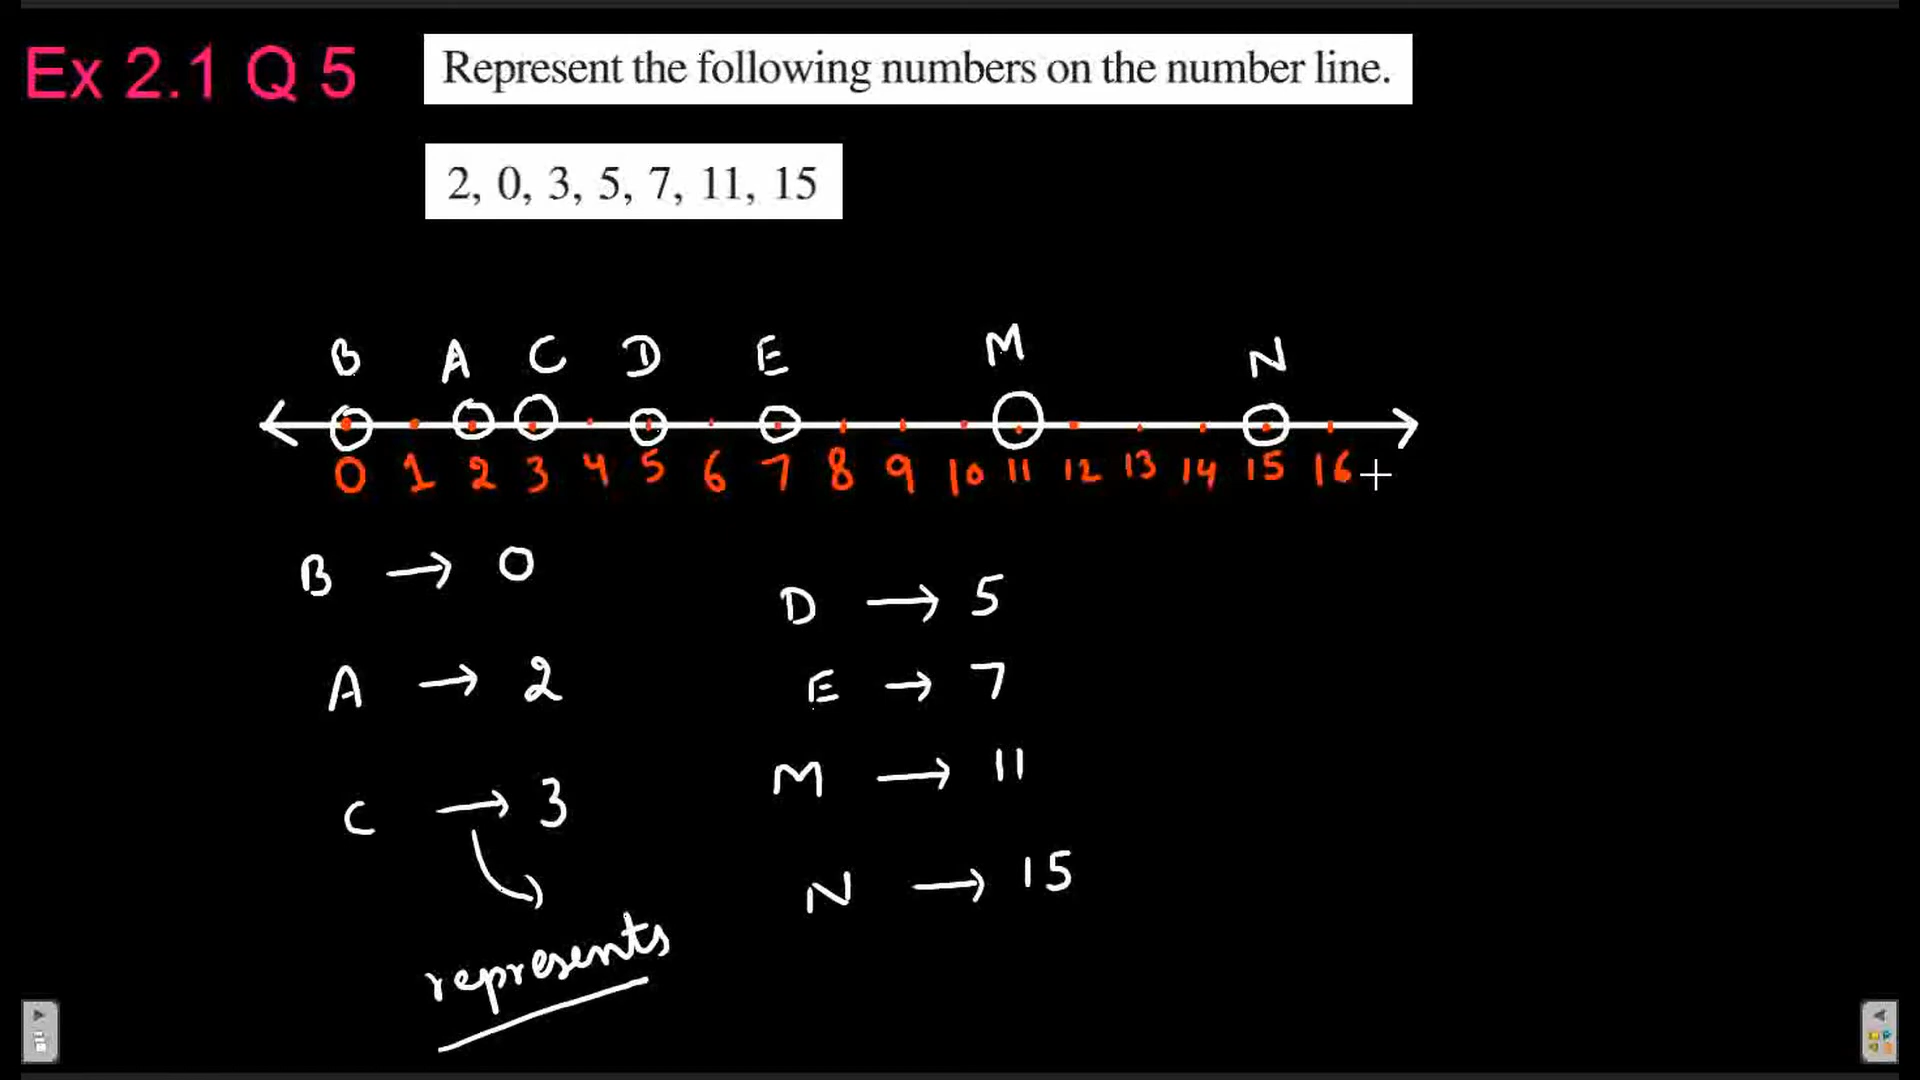 Ex 2.1 Q 5
Represent the following numbers on the number line.
2, 0, 3, 5, 7, 11, 15
B A C D E M N
0 1 2 3 4 5 6 7 8 9 10 11 12 13 14 15 16
B → 0
A → 2
C → 3
represents
D → 5
E → 7
M → 11
N → 15